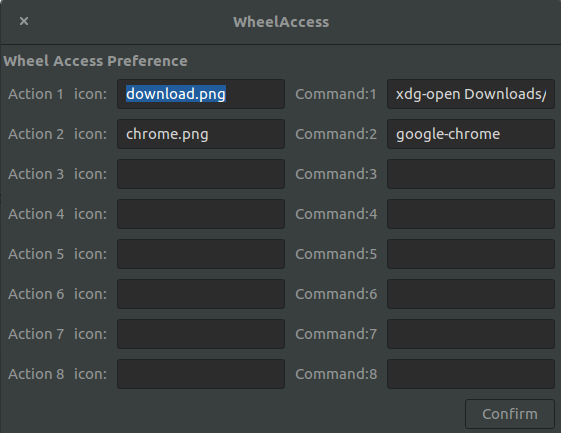 WheelAccess
Wheel Access Preference
Action 1 icon: download.png Command:1 xdg-open Downloads/
Action 2 icon: chrome.png Command:2 google-chrome
Action 3 icon: Command:3
Action 4 icon: Command:4
Action 5 icon: Command:5
Action 6 icon: Command:6
Action 7 icon: Command:7
Action 8 icon: Command:8
Confirm